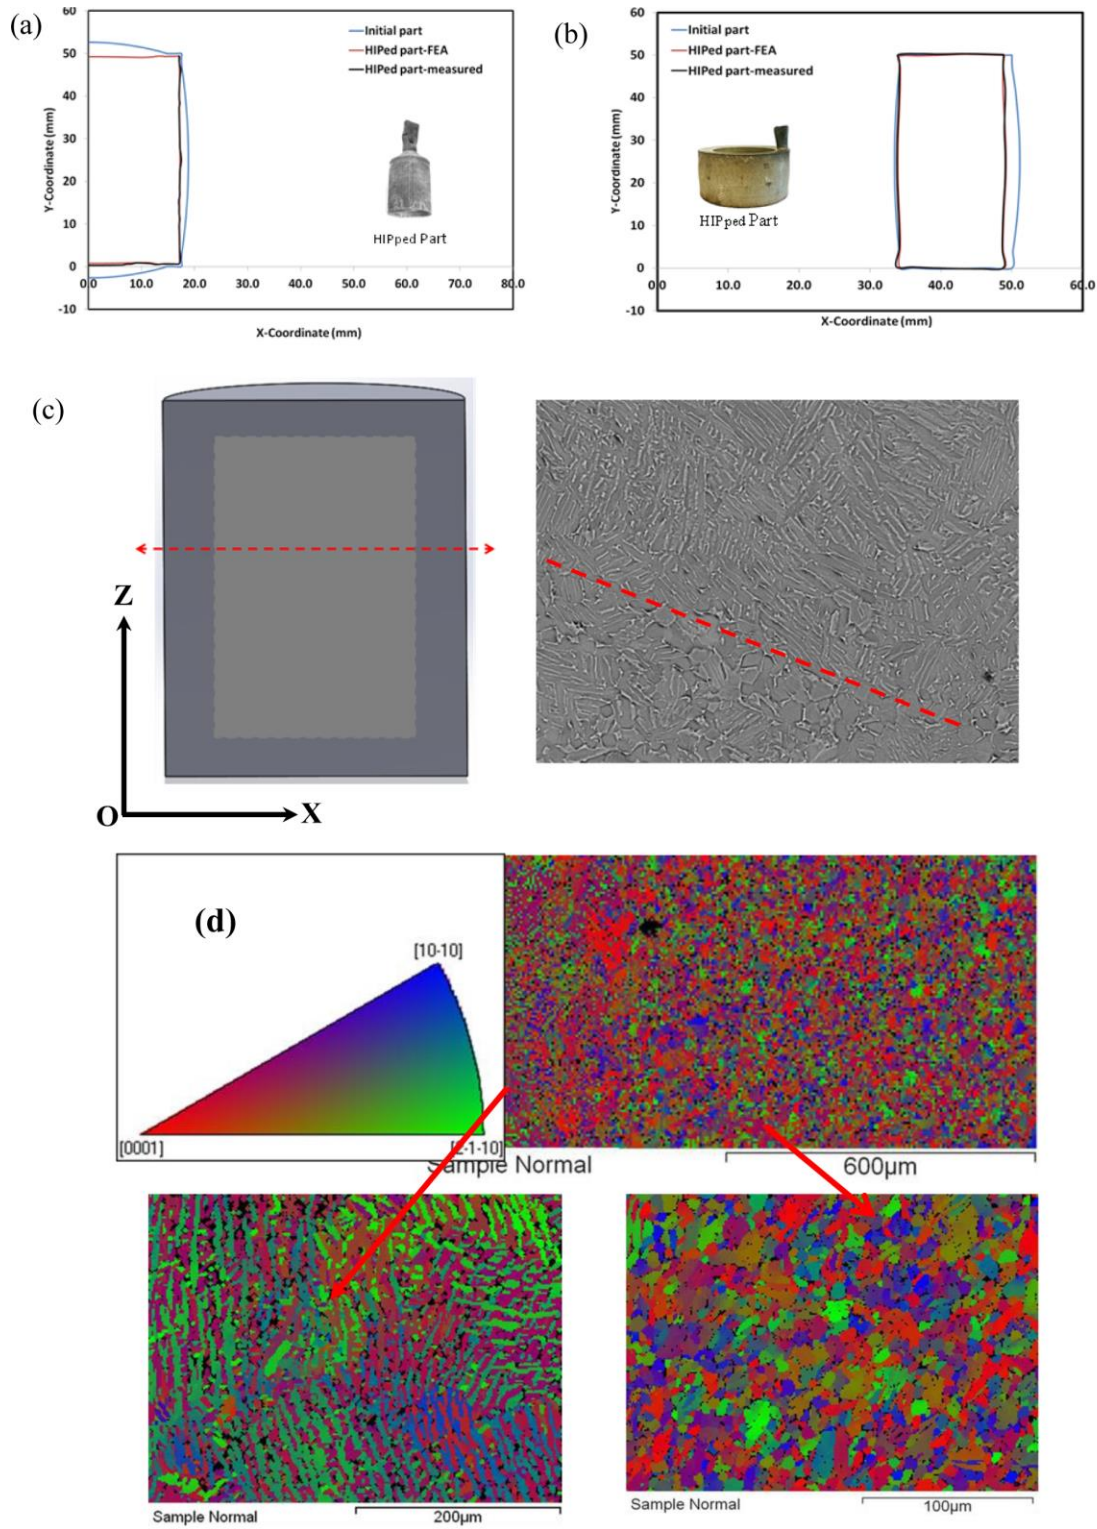 (a)
Initial part
HIPed part-FEA
HIPed part-measured
60
50
40
30
20
10
0
-10
0.0 10.0 20.0 30.0 40.0 50.0 60.0 70.0 80.0
Y-Coordinate (mm)
X-Coordinate (mm)
HIPped Part
(b)
Initial part
HIPed part-FEA
HIPed part-measured
60
50
40
30
20
10
0
-10
0.0 10.0 20.0 30.0 40.0 50.0 60.0
Y-Coordinate (mm)
X-Coordinate (mm)
HIPped Part
(c)
Z
O
X
(d)
[10-10]
[0001]
[2-1-10]
Sample Normal
600µm
Sample Normal
200µm
Sample Normal
100µm